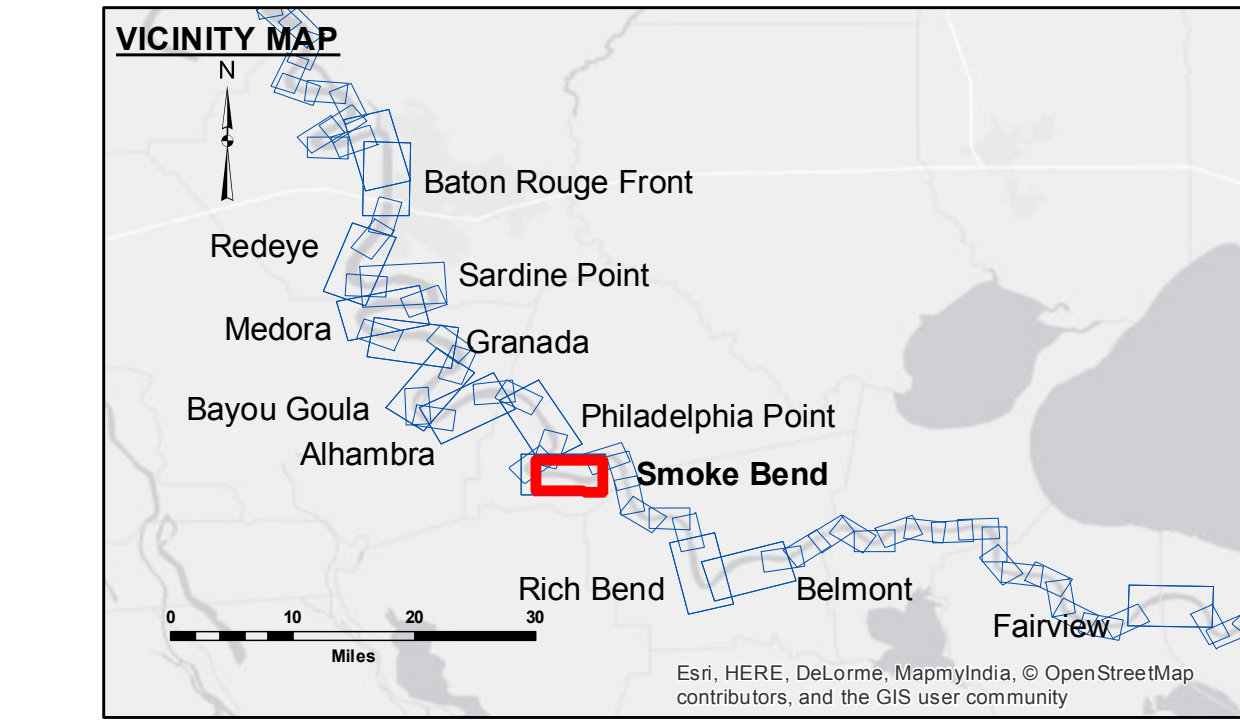 VICINITY MAP
N
Baton Rouge Front
Redeye
Sardine Point
Medora
Granada
Bayou Goula
Philadelphia Point
Alhambra
Smoke Bend
Rich Bend
Belmont
Fairview
0 10 20 30
Miles
Esri, HERE, DeLorme, MapmyIndia, © OpenStreetMap
contributors, and the GIS user community